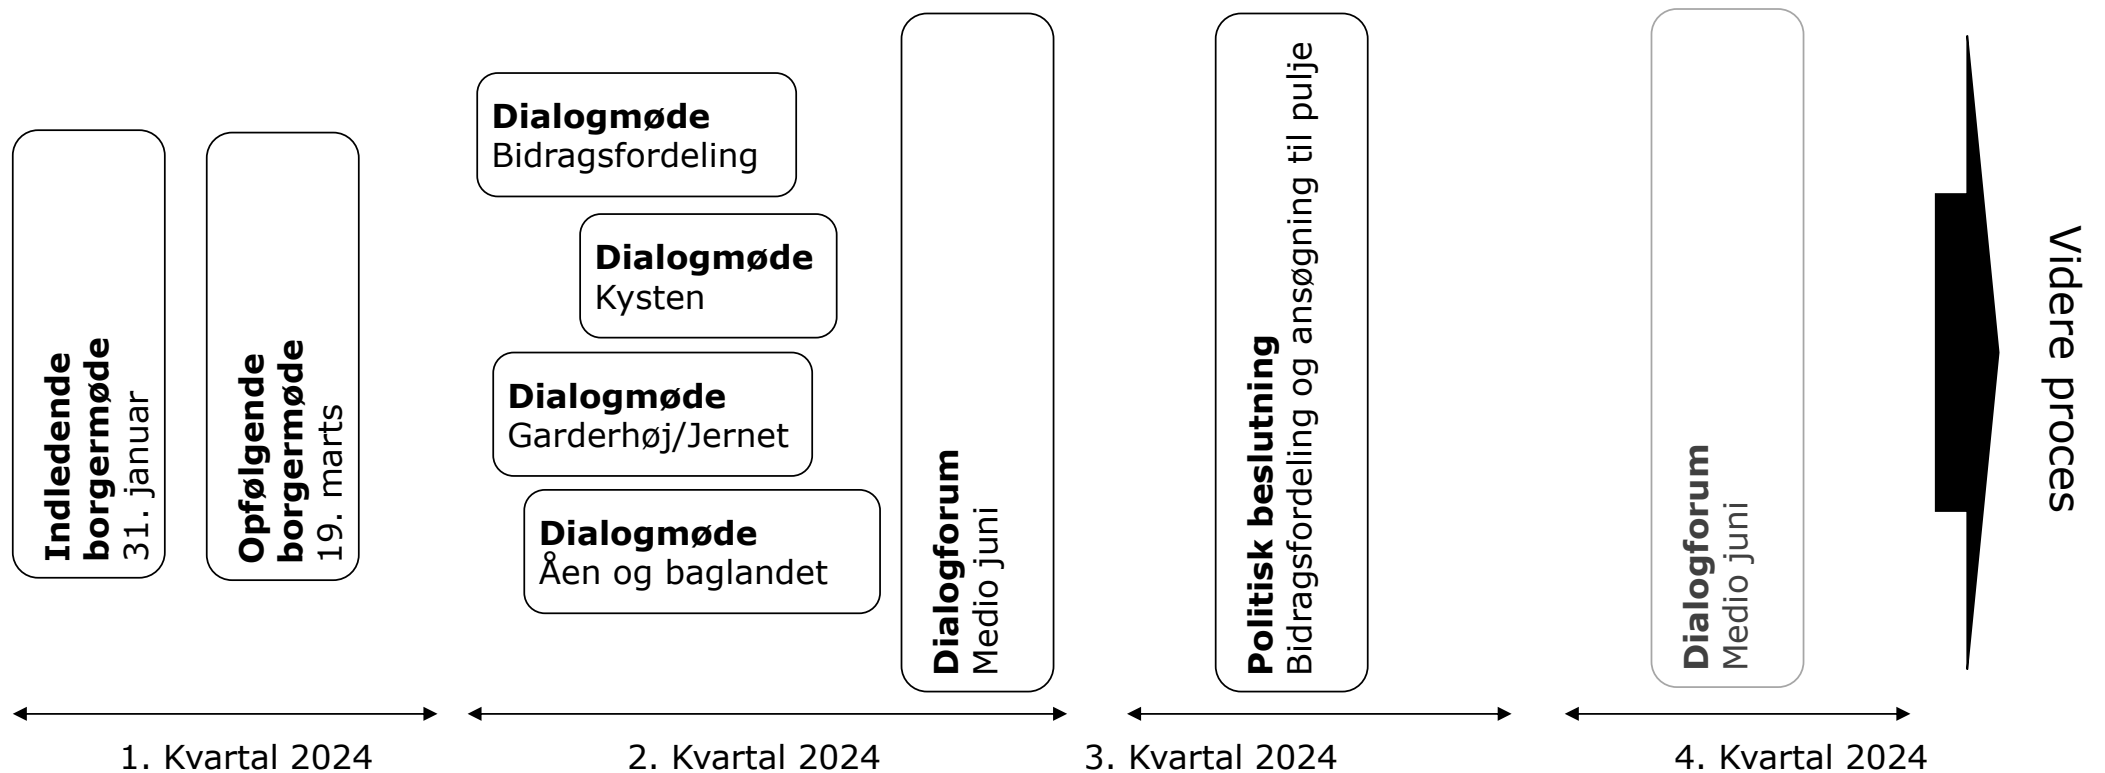 Indledende
borgermøde
31. januar
Opfølgende
borgermøde
19. marts
Dialogmøde
Bidragsfordeling
Dialogmøde
Kysten
Dialogmøde
Garderhøj/Jernet
Dialogmøde
Åen og baglandet
Dialogforum
Medio juni
Politisk beslutning
Bidragsfordeling og ansøgning til pulje
Dialogforum
Medio juni
Videre proces
1. Kvartal 2024
2. Kvartal 2024
3. Kvartal 2024
4. Kvartal 2024